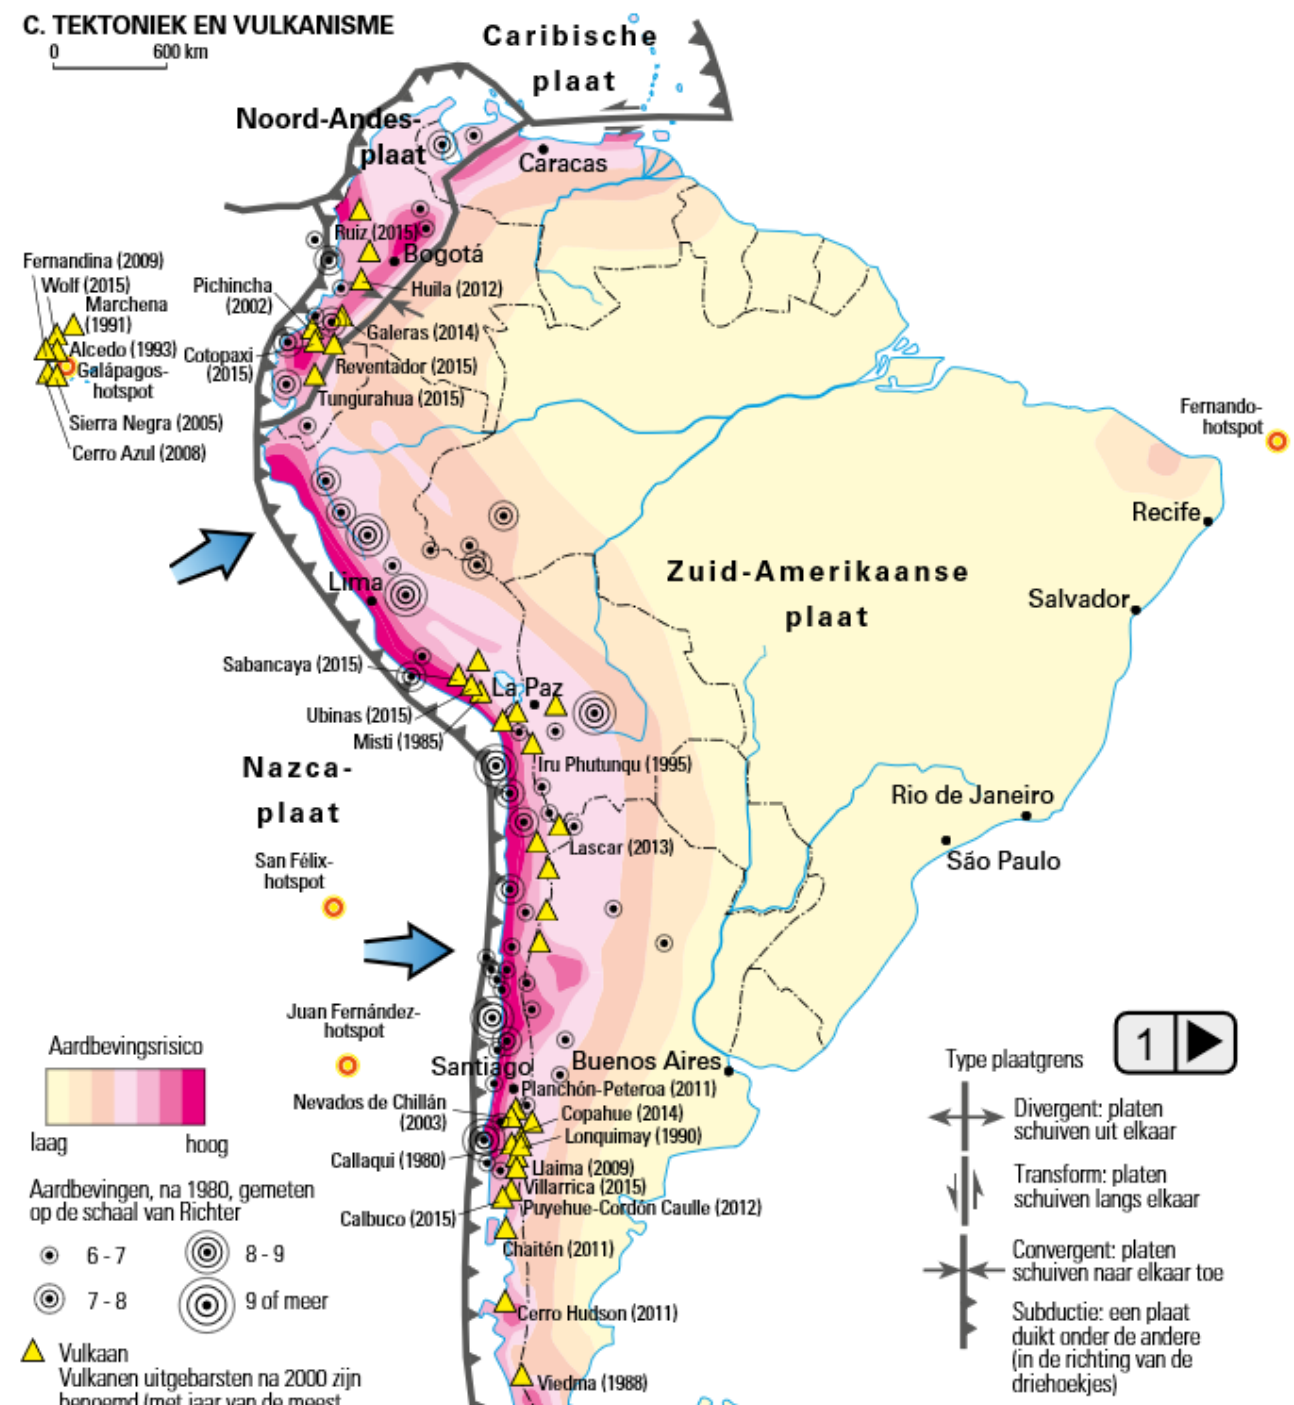 C. TEKTONIEK EN VULKANISME
0 600 km
Caribische
plaat
Noord-Andes-
plaat
Caracas
Ruiz (2015)
Bogotá
Fernandina (2009)
Wolf (2015)
Marchena
(1991)
Alcedo (1993)
Galápagos-
hotspot
Sierra Negra (2005)
Cerro Azul (2008)
Pichincha
(2002)
Huila (2012)
Galeras (2014)
Cotopaxi
(2015)
Reventador (2015)
Tungurahua (2015)
Fernando-
hotspot
Recife
Zuid-Amerikaanse
plaat
Salvador
Lima
Sabancaya (2015)
La Paz
Ubinas (2015)
Misti (1985)
Iru Phutunqu (1995)
Nazca-
plaat
Rio de Janeiro
São Paulo
Lascar (2013)
San Félix-
hotspot
Juan Fernández-
hotspot
Santiago
Buenos Aires
Planchón-Peteroa (2011)
Nevados de Chillán
(2003)
Copahue (2014)
Lonquimay (1990)
Callaqui (1980)
Llaima (2009)
Villarrica (2015)
Calbuco (2015)
Puyehue-Cordón Caulle (2012)
Chaitén (2011)
Cerro Hudson (2011)
Viedma (1988)
Aardbevingsrisico
laag hoog
Aardbevingen, na 1980, gemeten
op de schaal van Richter
6 - 7
8 - 9
7 - 8
9 of meer
Vulkaan
Vulkanen uitgebarsten na 2000 zijn
benoemd (met jaar van de meest
1
Type plaatgrens
Divergent: platen
schuiven uit elkaar
Transform: platen
schuiven langs elkaar
Convergent: platen
schuiven naar elkaar toe
Subductie: een plaat
duikt onder de andere
(in de richting van de
driehoekjes)